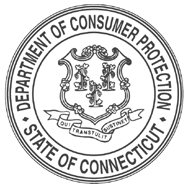 DEPARTMENT OF CONSUMER PROTECTION
QUI TRANSTULIT SUSTINET
STATE OF CONNECTICUT